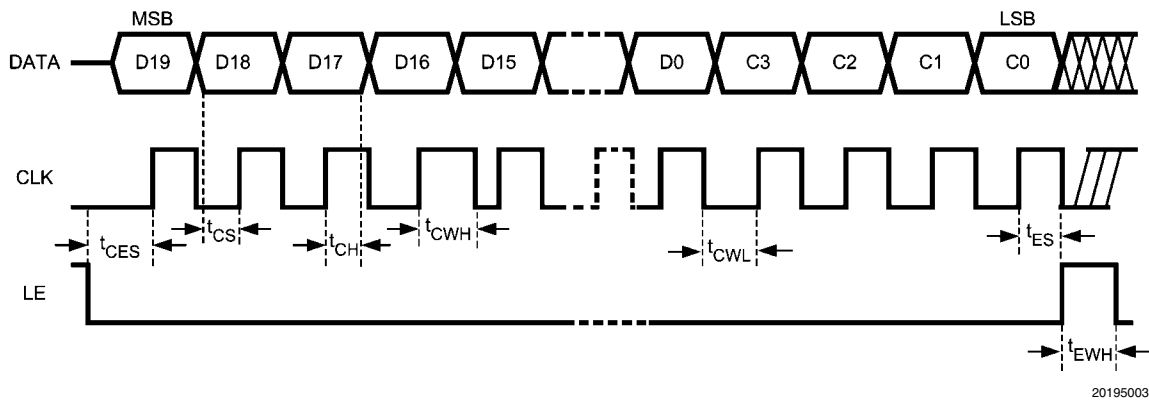 MSB LSB
DATA D19 D18 D17 D16 D15 D0 C3 C2 C1 C0
CLK
tCES tCS tCH tCWH tCWL tES
LE
tEWH
20195003